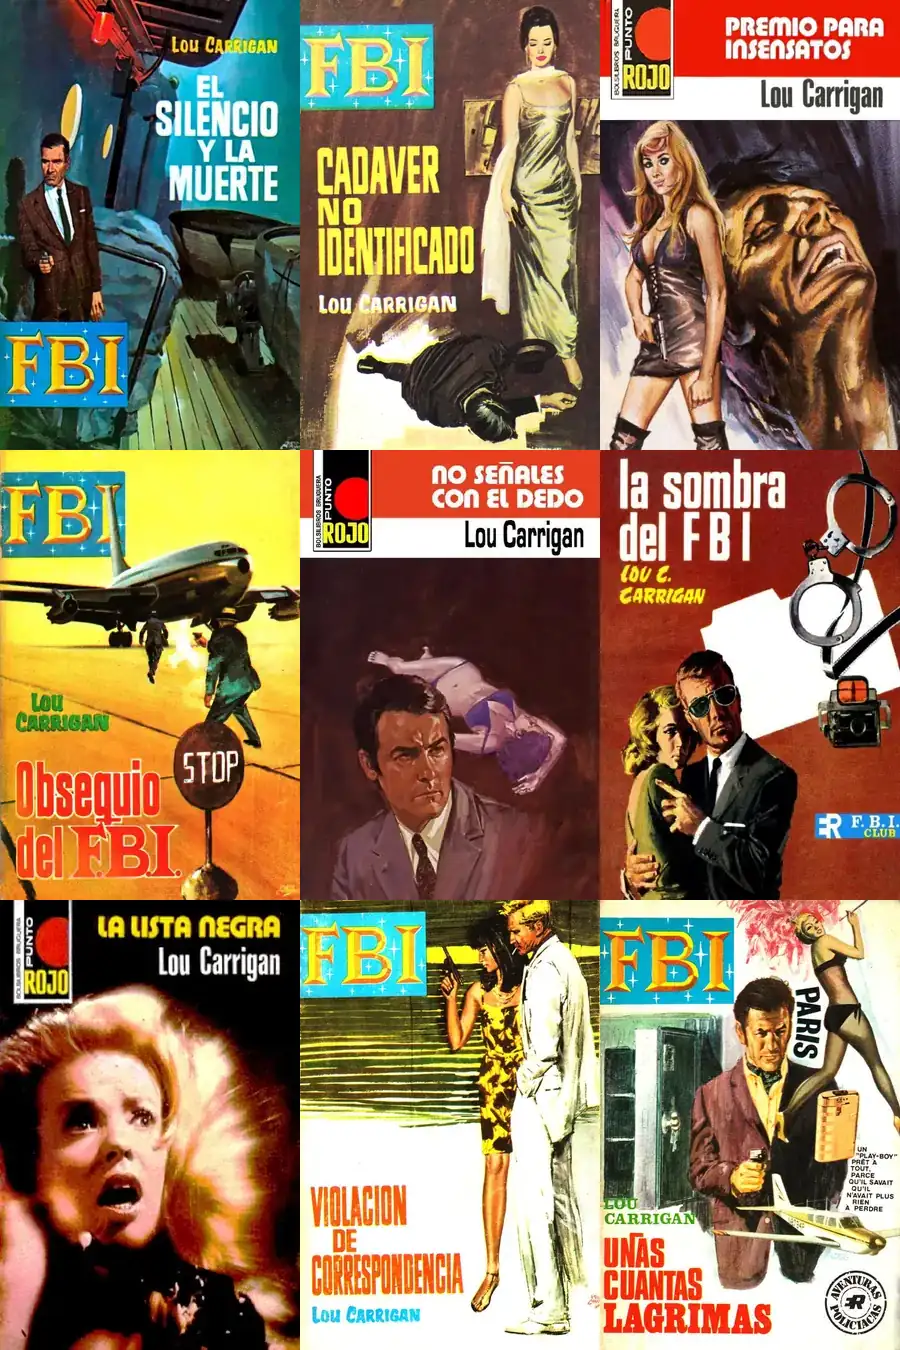 LOU CARRIGAN
EL
SILENCIO
Y LA
MUERTE
FBI
FBI
CADAVER
NO
IDENTIFICADO
LOU CARRIGAN
BOLSILIBROS BRUGUERA
PUNTO
ROJO
PREMIO PARA
INSENSATOS
Lou Carrigan
FBI
LOU
CARRIGAN
STOP
Obsequio
del F.B.I.
BOLSILIBROS BRUGUERA
PUNTO
ROJO
NO SEÑALES
CON EL DEDO
Lou Carrigan
la sombra
del FBI
LOU C.
CARRIGAN
ER F.B.I.
CLUB
BOLSILIBROS BRUGUERA
PUNTO
ROJO
LA LISTA NEGRA
Lou Carrigan
FBI
VIOLACION
DE
CORRESPONDENCIA
LOU CARRIGAN
FBI
PARIS
UN
"PLAY-BOY"
PRÊT A
TOUT,
PARCE
QU'IL SAVAIT
QU'IL
N'AVAIT PLUS
RIEN
A PERDRE
LOU
CARRIGAN
UNAS
CUANTAS
LAGRIMAS
AVENTURAS
POLICIACAS